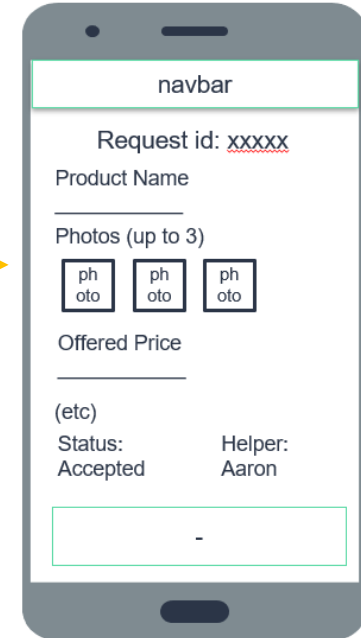 navbar
Request id: xxxxx
Product Name
Photos (up to 3)
ph ph ph
oto oto oto
Offered Price
(etc)
Status: Helper:
Accepted Aaron
-